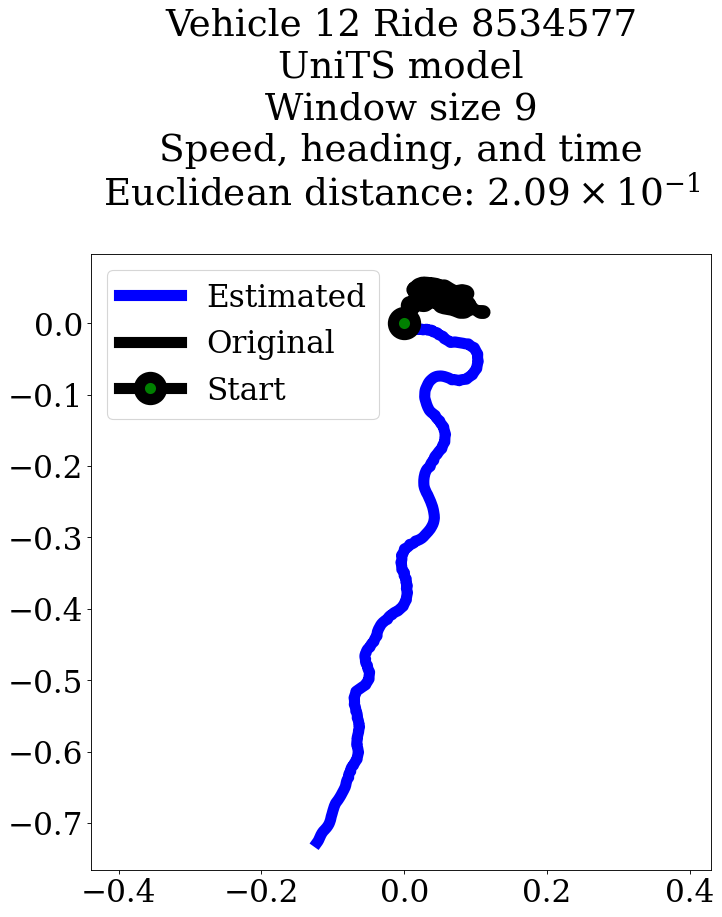 Vehicle 12 Ride 8534577
UniTS model
Window size 9
Speed, heading, and time
Euclidean distance: 2.09 × 10⁻¹
Estimated
Original
Start
0.0
−0.1
−0.2
−0.3
−0.4
−0.5
−0.6
−0.7
−0.4 −0.2 0.0 0.2 0.4